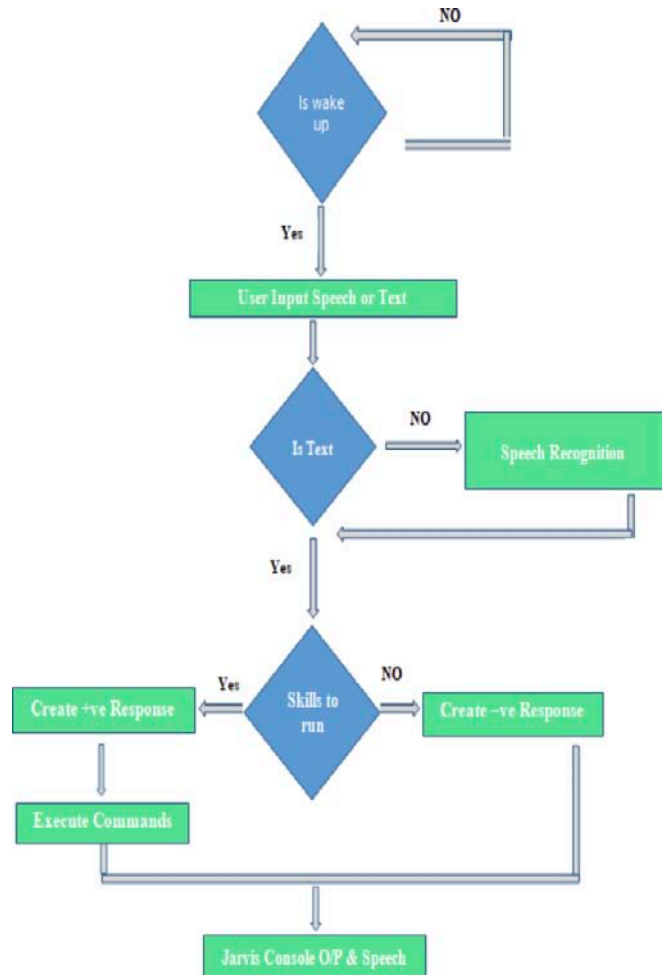 NO
Is wake
up
Yes
User Input Speech or Text
Is Text
NO
Speech Recognition
Yes
Skills to
run
Yes
NO
Create +ve Response
Create –ve Response
Execute Commands
Jarvis Console O/P & Speech